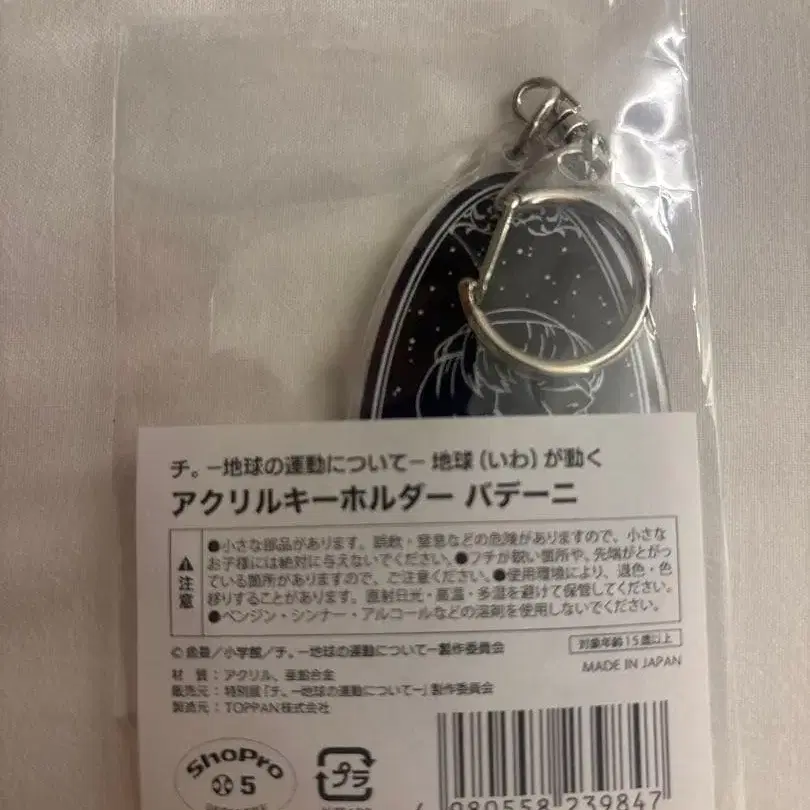 チ。ー地球の運動についてー 地球（いわ）が動く
アクリルキーホルダー バデーニ
注意
●小さな部品があります。誤飲・窒息などの危険がありますので、小さな
お子様には絶対に与えないでください。●フチが鋭い箇所や、先端がとがっ
ている箇所がありますので、ご注意ください。●使用環境により、退色・色
移りすることがあります。直射日光・高温・多湿を避けて保管してください。
●ベンジン・シンナー・アルコールなどの溶剤を使用しないでください。
©魚豊／小学館／チ。ー地球の運動についてー製作委員会
対象年齢15歳以上
材 質：アクリル、亜鉛合金
MADE IN JAPAN
販売元：特別展「チ。ー地球の運動についてー」製作委員会
製造元：TOPPAN株式会社
ShoPro
5
プラ
4 980558 239847